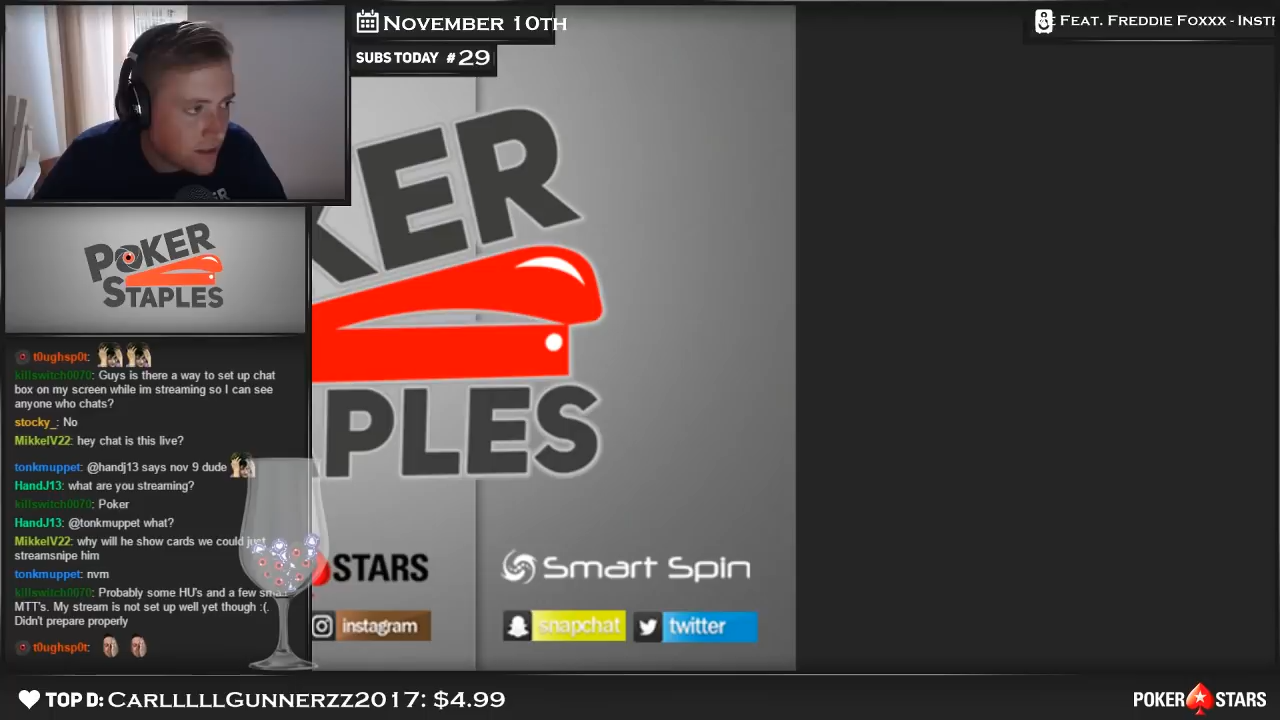 November 10th
SUBS TODAY #29
Feat. Freddie Foxxx - Inst
KER
PLES
POKER
STAPLES
t0ughsp0t:
killswitch0070: Guys is there a way to set up chat
box on my screen while im streaming so I can see
anyone who chats?
stocky_: No
MikkelV22: hey chat is this live?
tonkmuppet: @handj13 says nov 9 dude
HandJ13: what are you streaming?
killswitch0070: Poker
HandJ13: @tonkmuppet what?
MikkelV22: why will he show cards we could just
streamsnipe him
tonkmuppet: nvm
killswitch0070: Probably some HU's and a few small
MTT's. My stream is not set up well yet though :(.
Didn't prepare properly
t0ughsp0t:
STARS
Smart Spin
instagram
snapchat
twitter
TOP D: CarlllllGunnerzz2017: $4.99
POKER STARS